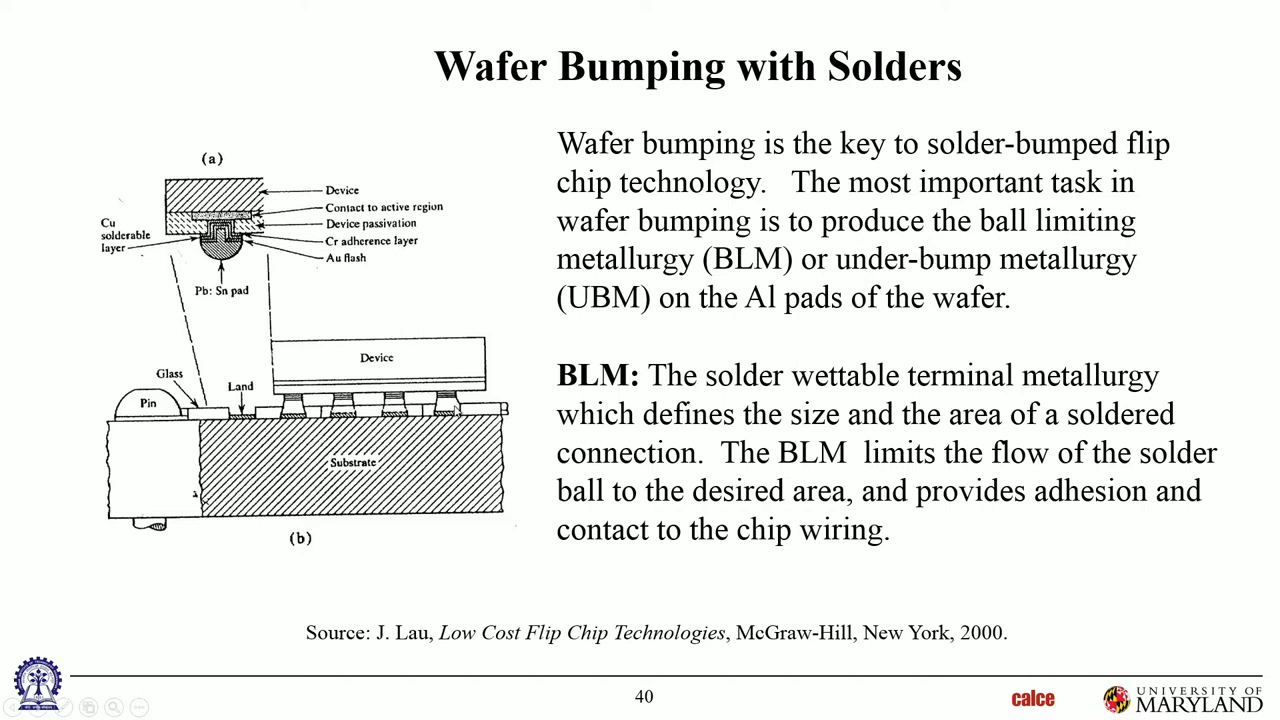 Wafer Bumping with Solders
(a)
Device
Contact to active region
Device passivation
Cr adherence layer
Au flash
Cu
solderable
layer
Pb: Sn pad
Device
Glass
Land
Pin
Substrate
(b)
Wafer bumping is the key to solder-bumped flip
chip technology. The most important task in
wafer bumping is to produce the ball limiting
metallurgy (BLM) or under-bump metallurgy
(UBM) on the Al pads of the wafer.
BLM: The solder wettable terminal metallurgy
which defines the size and the area of a soldered
connection. The BLM limits the flow of the solder
ball to the desired area, and provides adhesion and
contact to the chip wiring.
Source: J. Lau, Low Cost Flip Chip Technologies, McGraw-Hill, New York, 2000.
40
calce
UNIVERSITY OF
MARYLAND